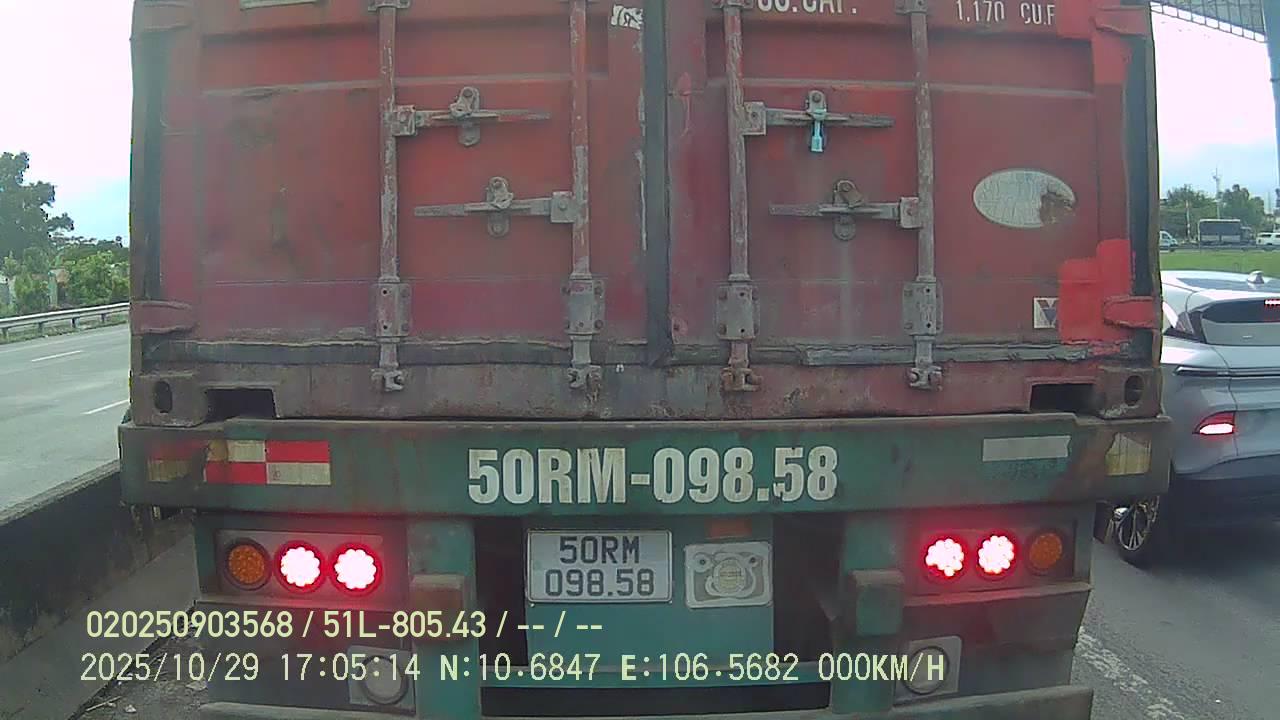 CU.CAP.
1.170 CU.F
50RM-098.58
50RM
098.58
020250903568 / 51L-805.43 / -- / --
2025/10/29 17:05:14 N:10.6847 E:106.5682 000KM/H